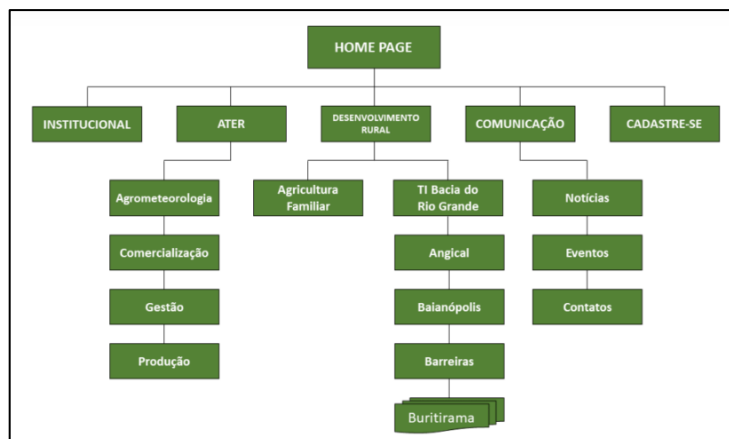 HOME PAGE
INSTITUCIONAL
ATER
DESENVOLVIMENTO
RURAL
COMUNICAÇÃO
CADASTRE-SE
Agrometeorologia
Agricultura
Familiar
TI Bacia do
Rio Grande
Notícias
Comercialização
Angical
Eventos
Gestão
Baianópolis
Contatos
Produção
Barreiras
Buritirama